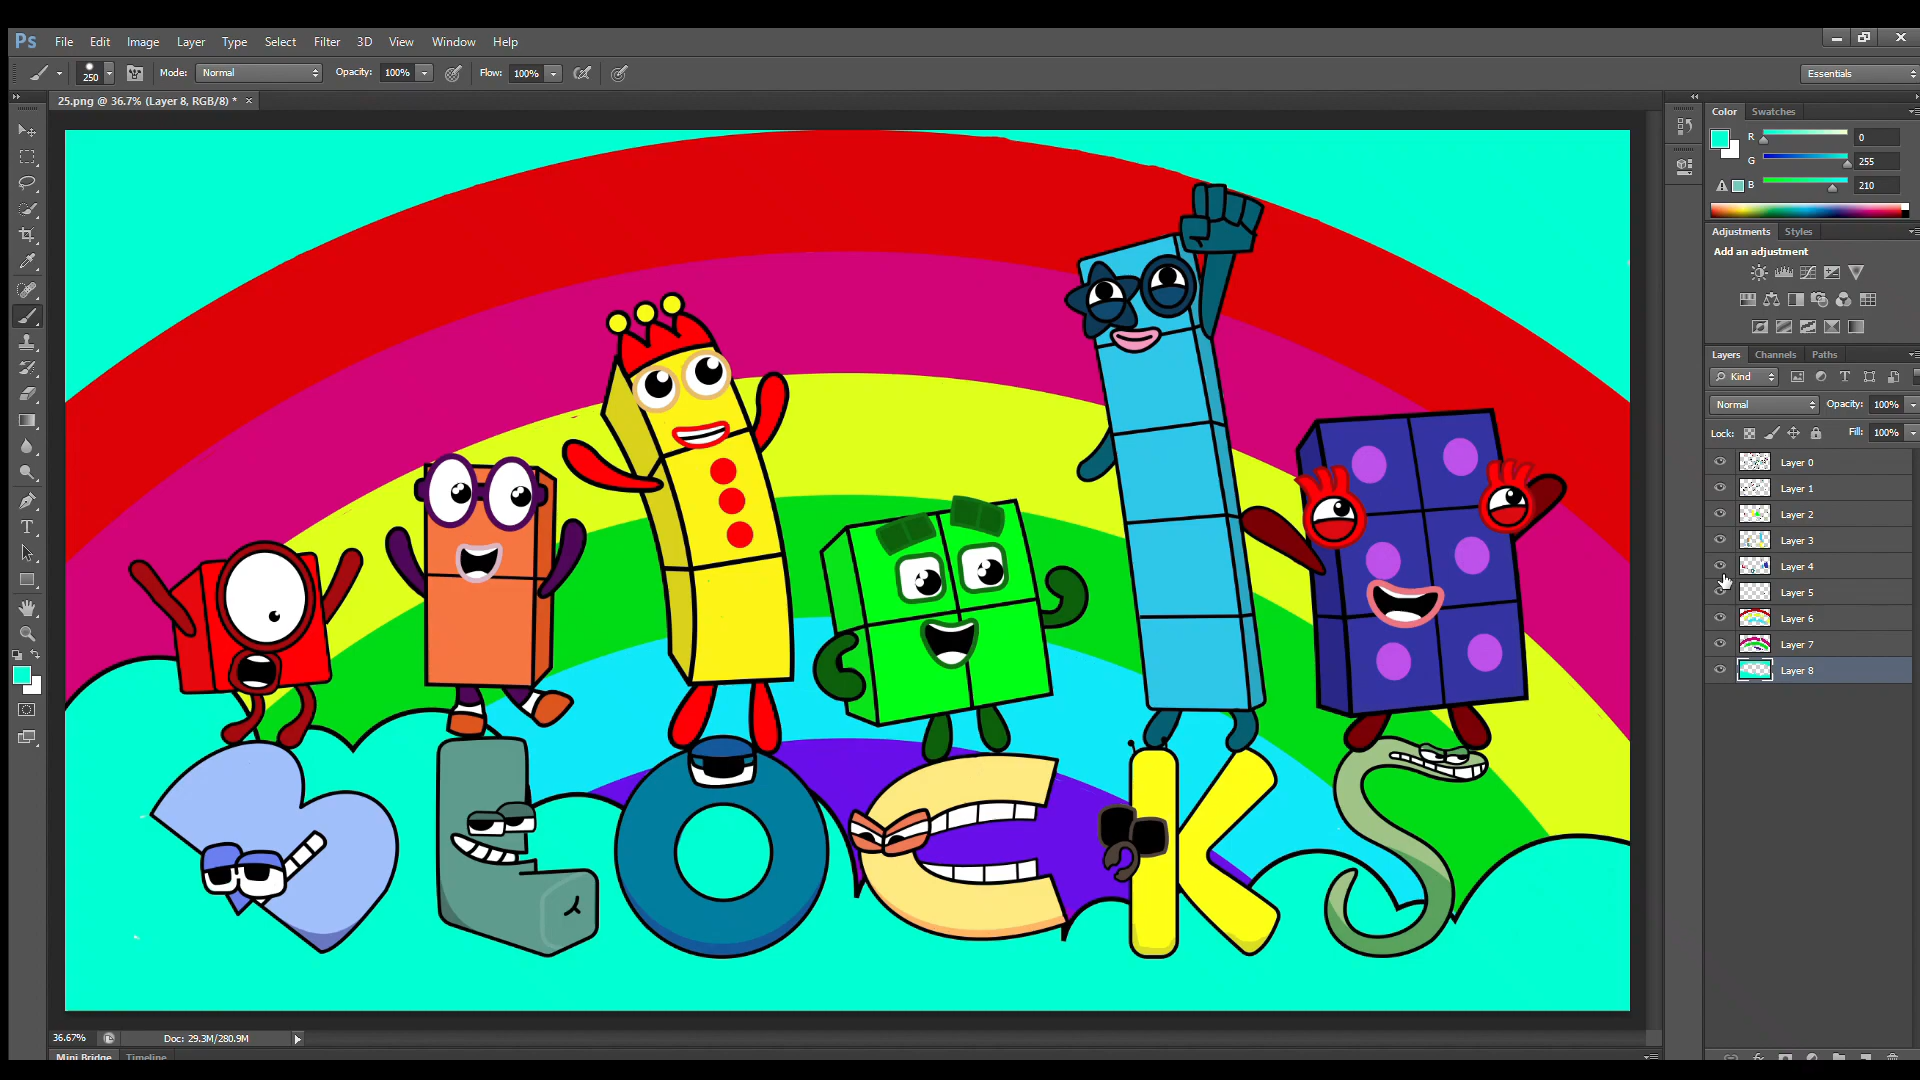 Ps File Edit Image Layer Type Select Filter 3D View Window Help
250 Mode: Normal Opacity: 100% Flow: 100% Essentials
25.png @ 36.7% (Layer 8, RGB/8) * ×
Color Swatches
R 0
G 255
B 210
Adjustments Styles
Add an adjustment
Layers Channels Paths
Kind
Normal Opacity: 100%
Lock: Fill: 100%
Layer 0
Layer 1
Layer 2
Layer 3
Layer 4
Layer 5
Layer 6
Layer 7
Layer 8
BLOCKS
36.67% Doc: 29.3M/280.9M
Mini Bridge Timeline